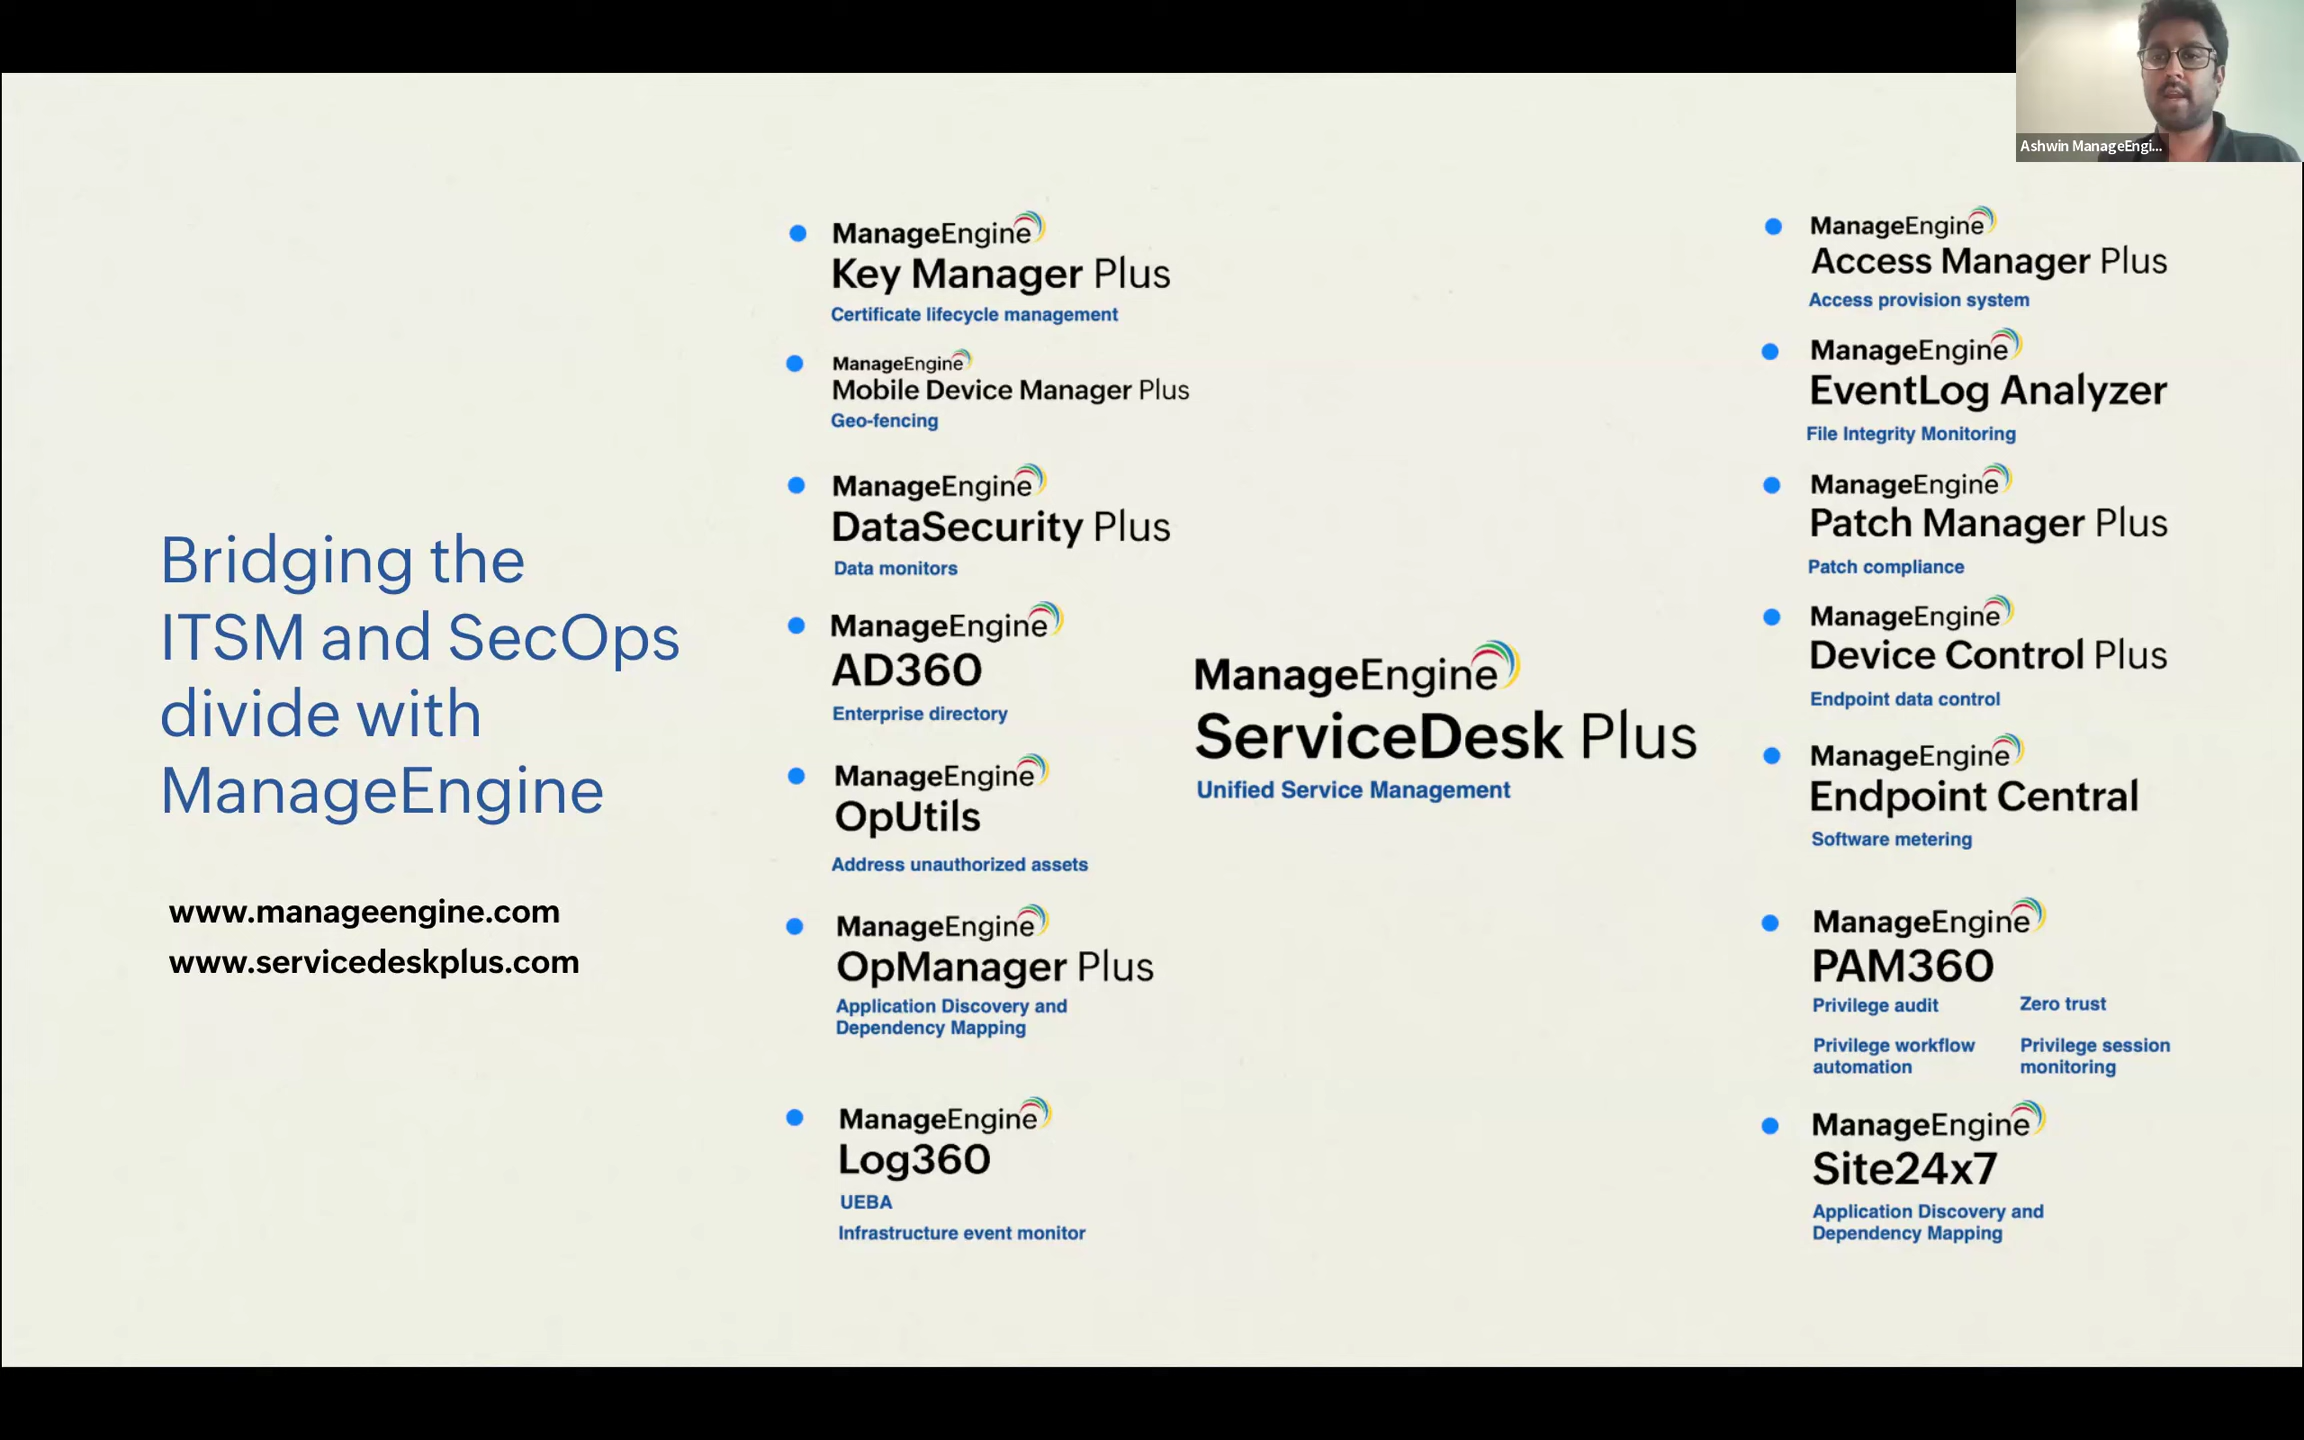 Ashwin ManageEngi...
Bridging the
ITSM and SecOps
divide with
ManageEngine
www.manageengine.com
www.servicedeskplus.com
ManageEngine
Key Manager Plus
Certificate lifecycle management
ManageEngine
Mobile Device Manager Plus
Geo-fencing
ManageEngine
DataSecurity Plus
Data monitors
ManageEngine
AD360
Enterprise directory
ManageEngine
OpUtils
Address unauthorized assets
ManageEngine
OpManager Plus
Application Discovery and
Dependency Mapping
ManageEngine
Log360
UEBA
Infrastructure event monitor
ManageEngine
ServiceDesk Plus
Unified Service Management
ManageEngine
Access Manager Plus
Access provision system
ManageEngine
EventLog Analyzer
File Integrity Monitoring
ManageEngine
Patch Manager Plus
Patch compliance
ManageEngine
Device Control Plus
Endpoint data control
ManageEngine
Endpoint Central
Software metering
ManageEngine
PAM360
Privilege audit
Zero trust
Privilege workflow
automation
Privilege session
monitoring
ManageEngine
Site24x7
Application Discovery and
Dependency Mapping